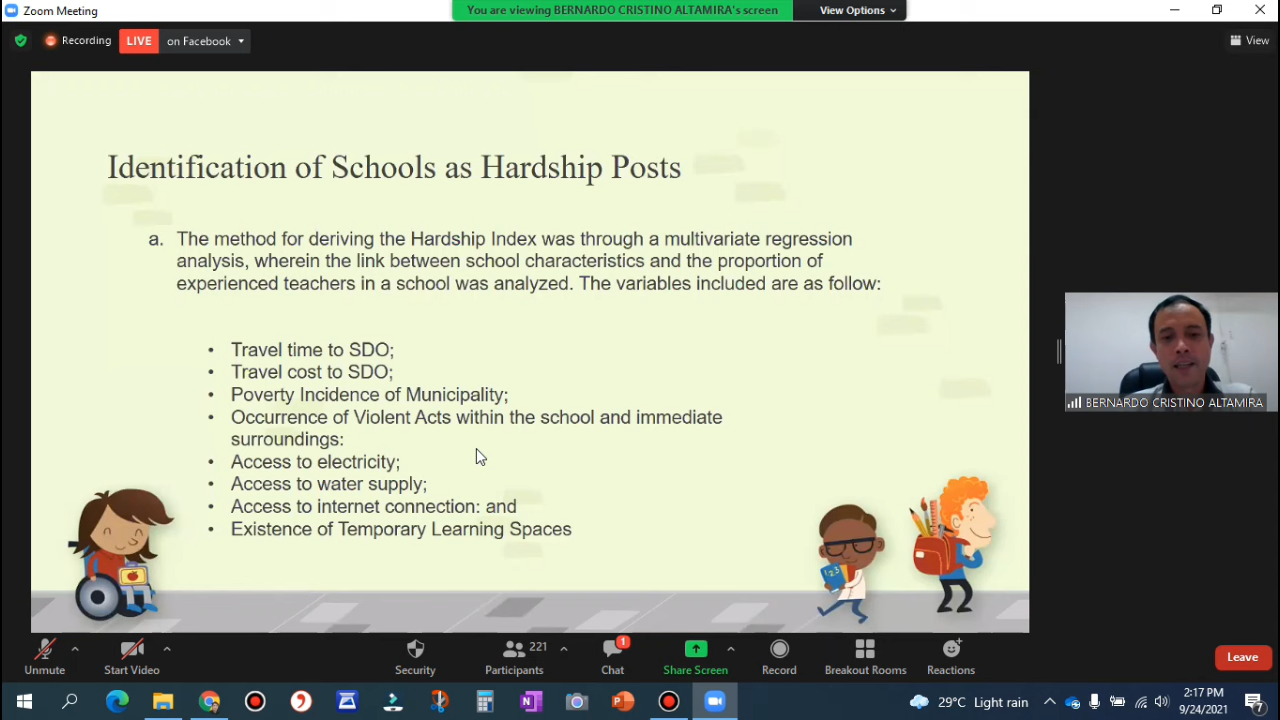 Zoom Meeting
You are viewing BERNARDO CRISTINO ALTAMIRA's screen
View Options
Recording
LIVE
on Facebook
View
Identification of Schools as Hardship Posts
a. The method for deriving the Hardship Index was through a multivariate regression
analysis, wherein the link between school characteristics and the proportion of
experienced teachers in a school was analyzed. The variables included are as follow:
• Travel time to SDO;
• Travel cost to SDO;
• Poverty Incidence of Municipality;
• Occurrence of Violent Acts within the school and immediate
surroundings:
• Access to electricity;
• Access to water supply;
• Access to internet connection: and
• Existence of Temporary Learning Spaces
123
BERNARDO CRISTINO ALTAMIRA
221
1
Unmute
Start Video
Security
Participants
Chat
Share Screen
Record
Breakout Rooms
Reactions
Leave
29°C Light rain
2:17 PM
9/24/2021
7